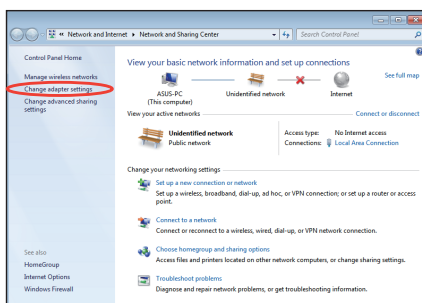 « Network and Internet ▸ Network and Sharing Center
Search Control Panel
Control Panel Home
Manage wireless networks
Change adapter settings
Change advanced sharing
settings
View your basic network information and set up connections
See full map
ASUS-PC
(This computer)
Unidentified network
Internet
View your active networks
Connect or disconnect
Unidentified network
Public network
Access type: No Internet access
Connections: Local Area Connection
Change your networking settings
Set up a new connection or network
Set up a wireless, broadband, dial-up, ad hoc, or VPN connection; or set up a router or access
point.
Connect to a network
Connect or reconnect to a wireless, wired, dial-up, or VPN network connection.
Choose homegroup and sharing options
Access files and printers located on other network computers, or change sharing settings.
Troubleshoot problems
Diagnose and repair network problems, or get troubleshooting information.
See also
HomeGroup
Internet Options
Windows Firewall